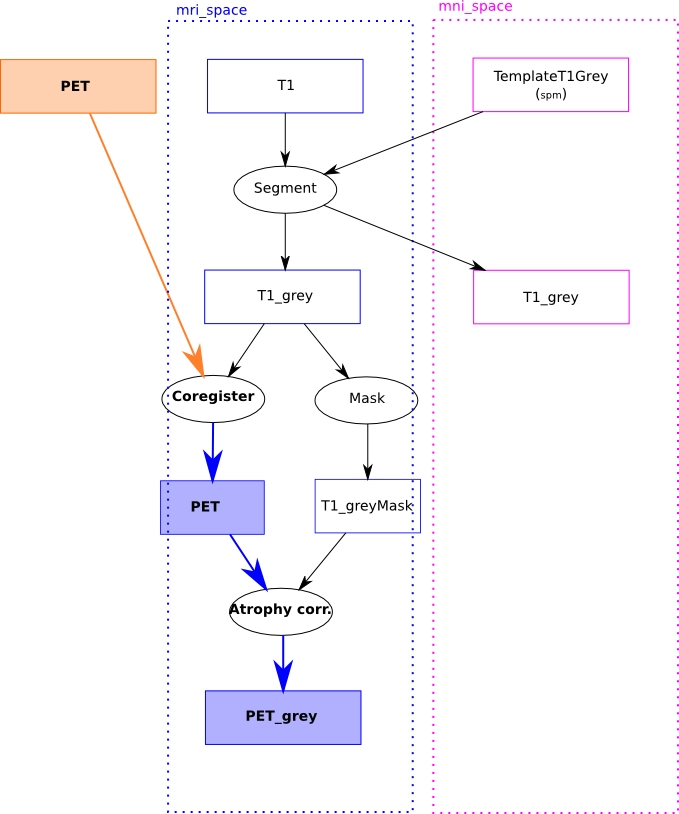 mri_space
mni_space
PET
T1
TemplateT1Grey
(spm)
Segment
T1_grey
T1_grey
Coregister
Mask
PET
T1_greyMask
Atrophy corr.
PET_grey